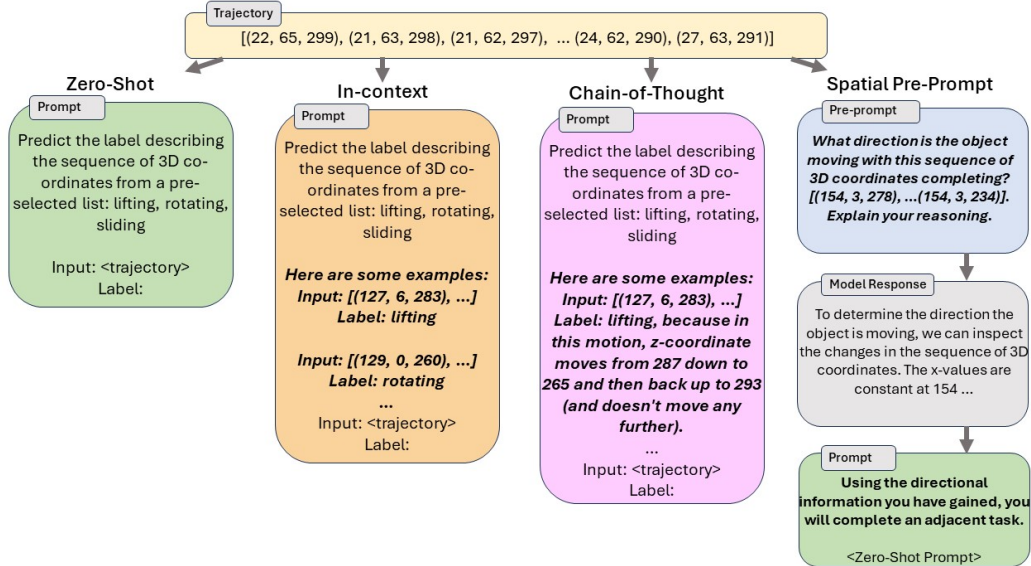 Trajectory
[(22, 65, 299), (21, 63, 298), (21, 62, 297), ... (24, 62, 290), (27, 63, 291)]
Zero-Shot
Prompt
Predict the label describing
the sequence of 3D co-
ordinates from a pre-
selected list: lifting, rotating,
sliding
Input: <trajectory>
Label:
In-context
Prompt
Predict the label describing
the sequence of 3D co-
ordinates from a pre-
selected list: lifting, rotating,
sliding
Here are some examples:
Input: [(127, 6, 283), ...]
Label: lifting
Input: [(129, 0, 260), ...]
Label: rotating
...
Input: <trajectory>
Label:
Chain-of-Thought
Prompt
Predict the label describing
the sequence of 3D co-
ordinates from a pre-
selected list: lifting, rotating,
sliding
Here are some examples:
Input: [(127, 6, 283), ...]
Label: lifting, because in
this motion, z-coordinate
moves from 287 down to
265 and then back up to 293
(and doesn't move any
further).
...
Input: <trajectory>
Label:
Spatial Pre-Prompt
Pre-prompt
What direction is the object
moving with this sequence of
3D coordinates completing?
[(154, 3, 278), ...(154, 3, 234)].
Explain your reasoning.
Model Response
To determine the direction the
object is moving, we can inspect
the changes in the sequence of 3D
coordinates. The x-values are
constant at 154 ...
Prompt
Using the directional
information you have gained, you
will complete an adjacent task.
<Zero-Shot Prompt>